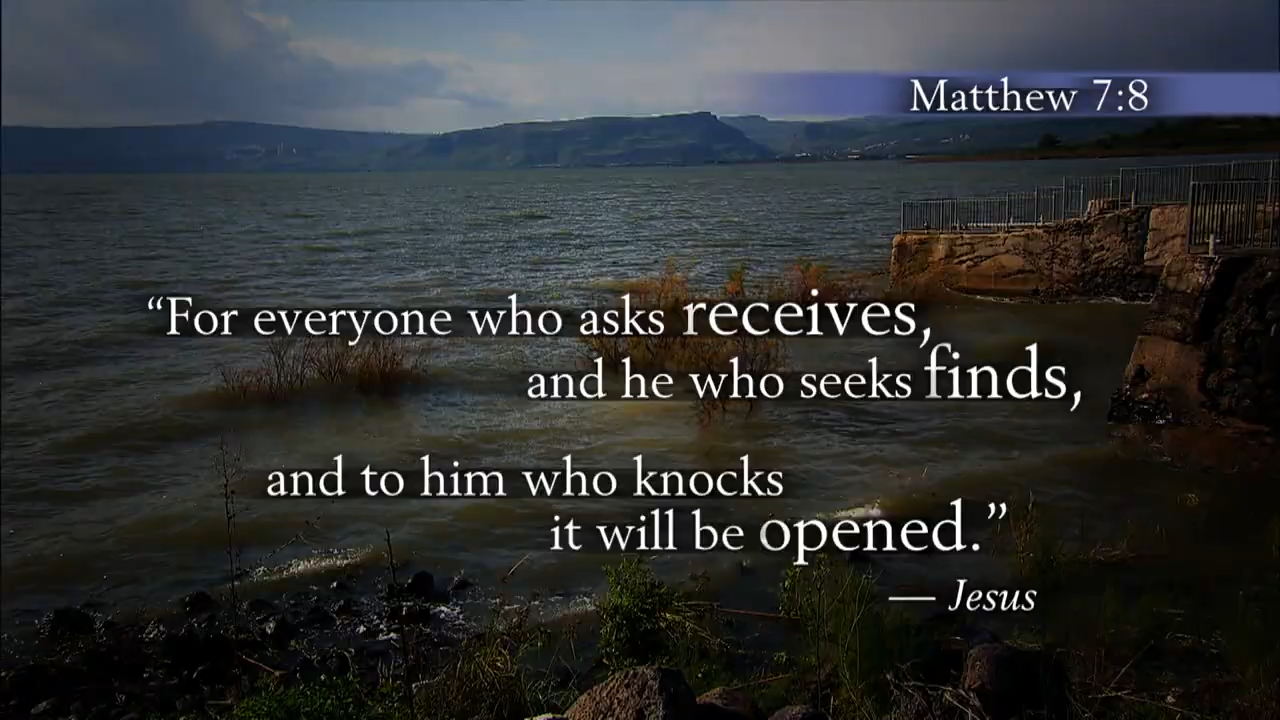 Matthew 7:8
“For everyone who asks receives,
and he who seeks finds,
and to him who knocks
it will be opened.”
— Jesus